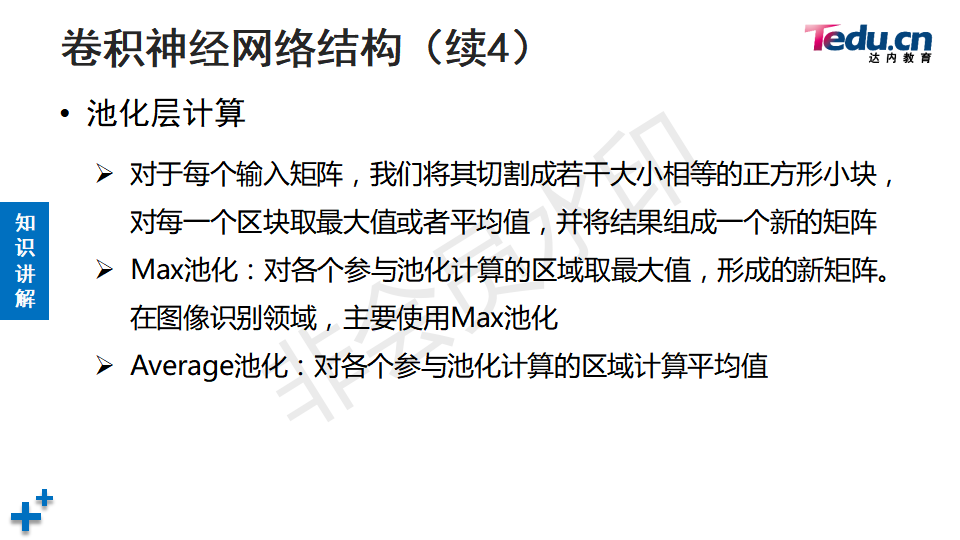 卷积神经网络结构（续4）
Tedu.cn
达内教育
• 池化层计算
➢ 对于每个输入矩阵，我们将其切割成若干大小相等的正方形小块，
对每一个区块取最大值或者平均值，并将结果组成一个新的矩阵
➢ Max池化：对各个参与池化计算的区域取最大值，形成的新矩阵。
在图像识别领域，主要使用Max池化
➢ Average池化：对各个参与池化计算的区域计算平均值
知
识
讲
解
非会员水印